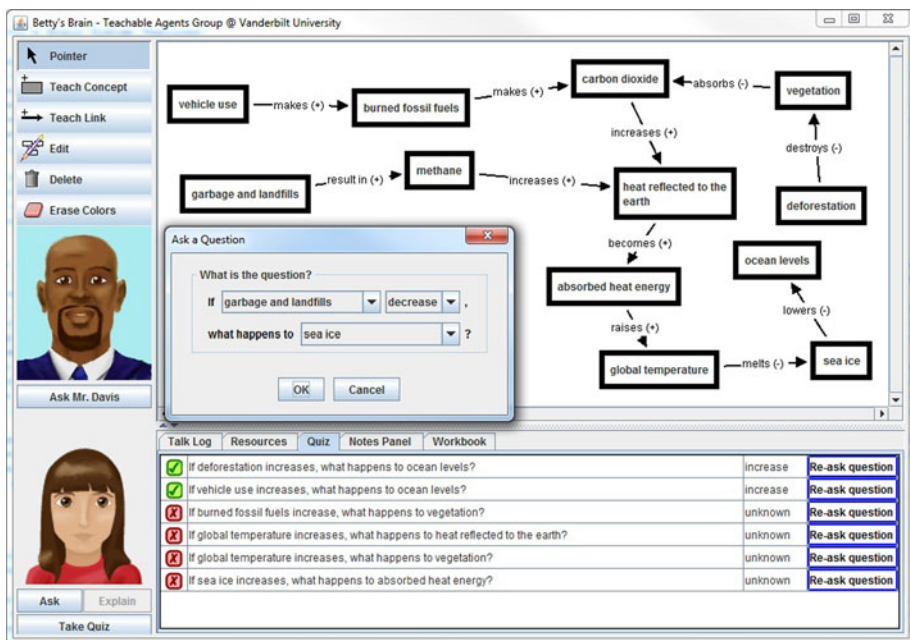 Betty's Brain - Teachable Agents Group @ Vanderbilt University
Pointer
Teach Concept
Teach Link
Edit
Delete
Erase Colors
Ask Mr. Davis
Ask Explain
Take Quiz
vehicle use
makes (+)
burned fossil fuels
makes (+)
carbon dioxide
absorbs (-)
vegetation
increases (+)
destroys (-)
garbage and landfills
result in (+)
methane
increases (+)
heat reflected to the
earth
deforestation
becomes (+)
ocean levels
absorbed heat energy
lowers (-)
raises (+)
global temperature
melts (-)
sea ice
Ask a Question
What is the question?
If garbage and landfills decrease ,
what happens to sea ice ?
OK Cancel
Talk Log Resources Quiz Notes Panel Workbook
If deforestation increases, what happens to ocean levels? increase Re-ask question
If vehicle use increases, what happens to ocean levels? increase Re-ask question
If burned fossil fuels increase, what happens to vegetation? unknown Re-ask question
If global temperature increases, what happens to heat reflected to the earth? unknown Re-ask question
If global temperature increases, what happens to vegetation? unknown Re-ask question
If sea ice increases, what happens to absorbed heat energy? unknown Re-ask question